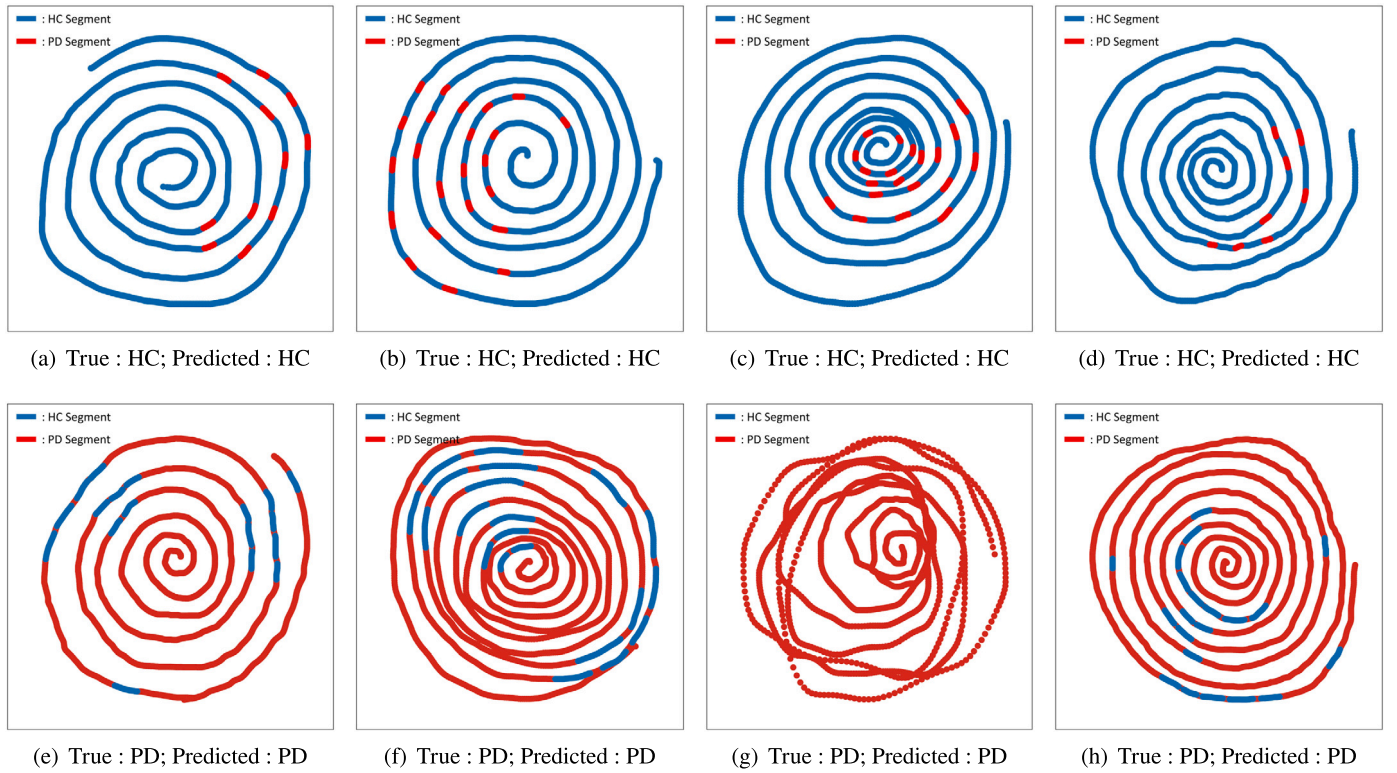 : HC Segment
: PD Segment
: HC Segment
: PD Segment
: HC Segment
: PD Segment
: HC Segment
: PD Segment
(a) True : HC; Predicted : HC
(b) True : HC; Predicted : HC
(c) True : HC; Predicted : HC
(d) True : HC; Predicted : HC
: HC Segment
: PD Segment
: HC Segment
: PD Segment
: HC Segment
: PD Segment
: HC Segment
: PD Segment
(e) True : PD; Predicted : PD
(f) True : PD; Predicted : PD
(g) True : PD; Predicted : PD
(h) True : PD; Predicted : PD